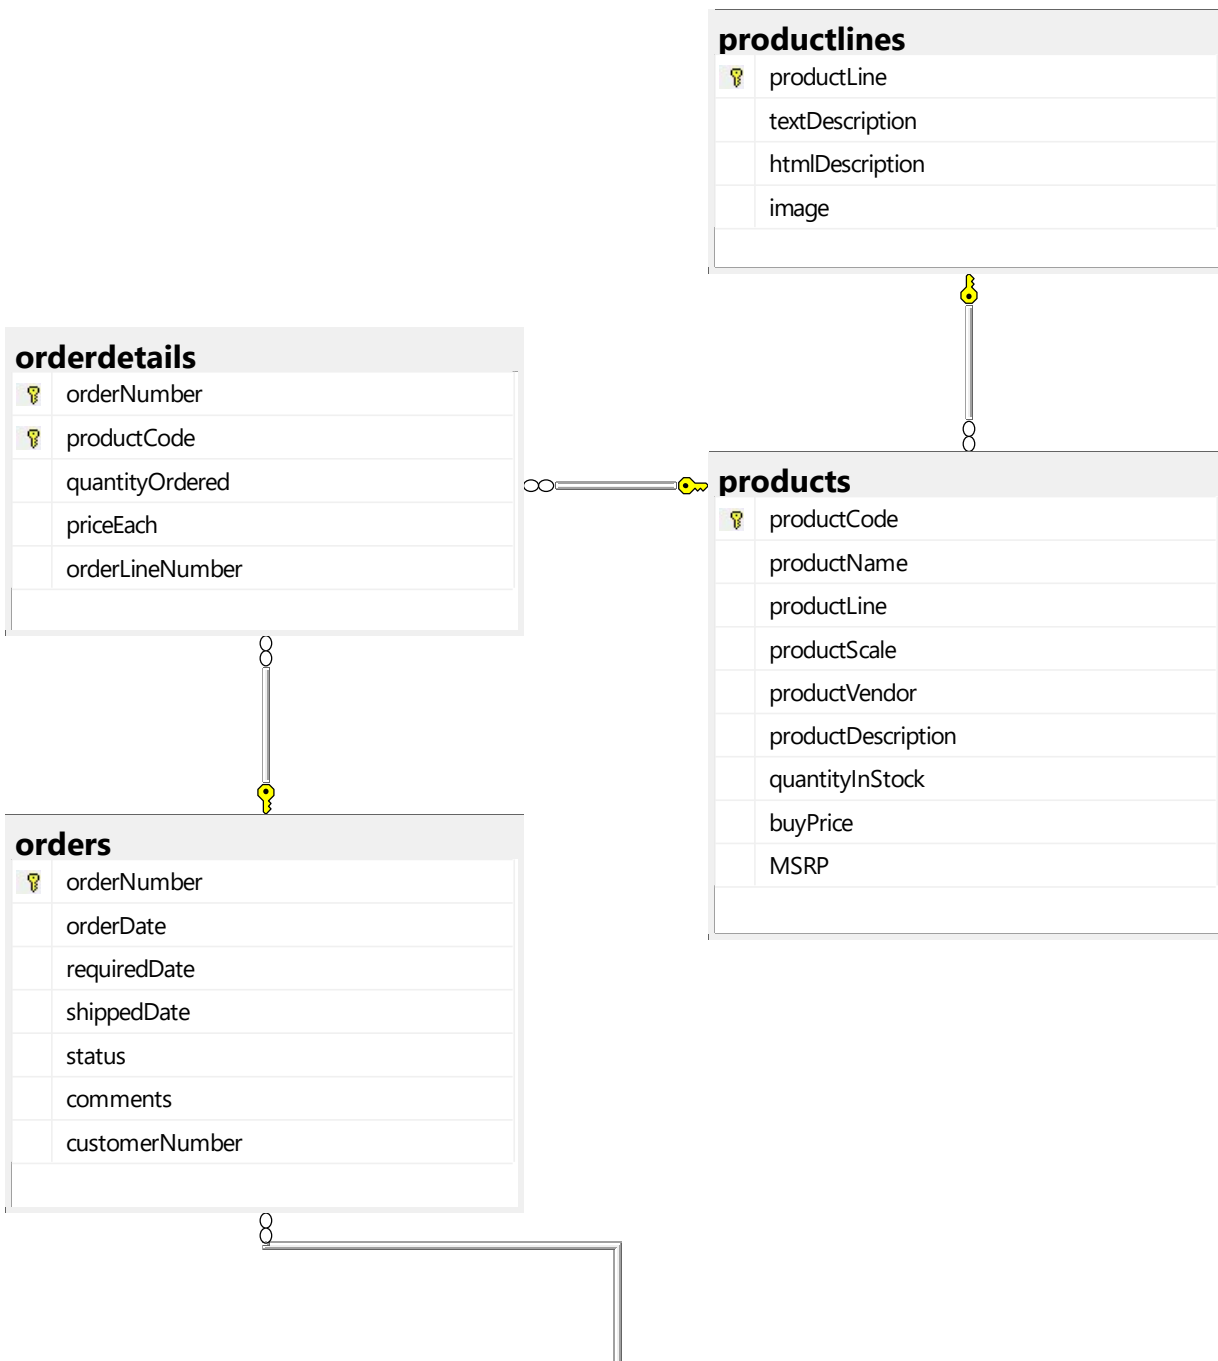 productlines
productLine
textDescription
htmlDescription
image
orderdetails
orderNumber
productCode
quantityOrdered
priceEach
orderLineNumber
products
productCode
productName
productLine
productScale
productVendor
productDescription
quantityInStock
buyPrice
MSRP
orders
orderNumber
orderDate
requiredDate
shippedDate
status
comments
customerNumber